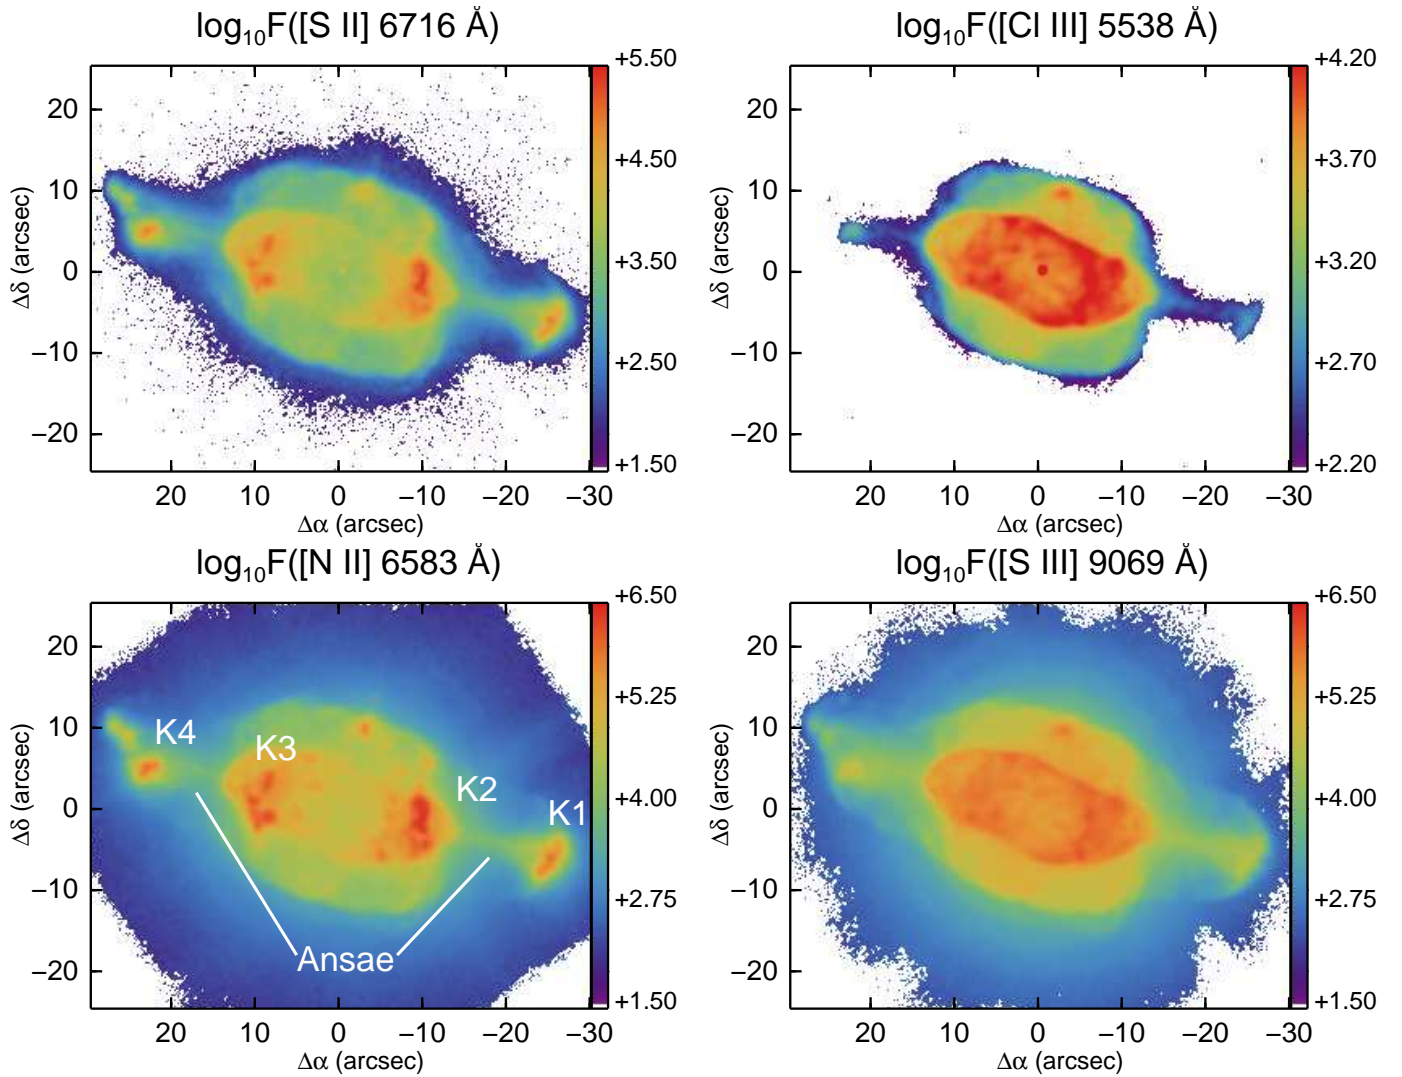 log₁₀F([S II] 6716 Å)
log₁₀F([Cl III] 5538 Å)
Δδ (arcsec)
20
10
0
−10
−20
20 10 0 −10 −20 −30
Δα (arcsec)
+5.50
+4.50
+3.50
+2.50
+1.50
Δδ (arcsec)
20
10
0
−10
−20
20 10 0 −10 −20 −30
Δα (arcsec)
+4.20
+3.70
+3.20
+2.70
+2.20
log₁₀F([N II] 6583 Å)
log₁₀F([S III] 9069 Å)
Δδ (arcsec)
20
10
0
−10
−20
K4
K3
K2
K1
Ansae
20 10 0 −10 −20 −30
Δα (arcsec)
+6.50
+5.25
+4.00
+2.75
+1.50
Δδ (arcsec)
20
10
0
−10
−20
20 10 0 −10 −20 −30
Δα (arcsec)
+6.50
+5.25
+4.00
+2.75
+1.50